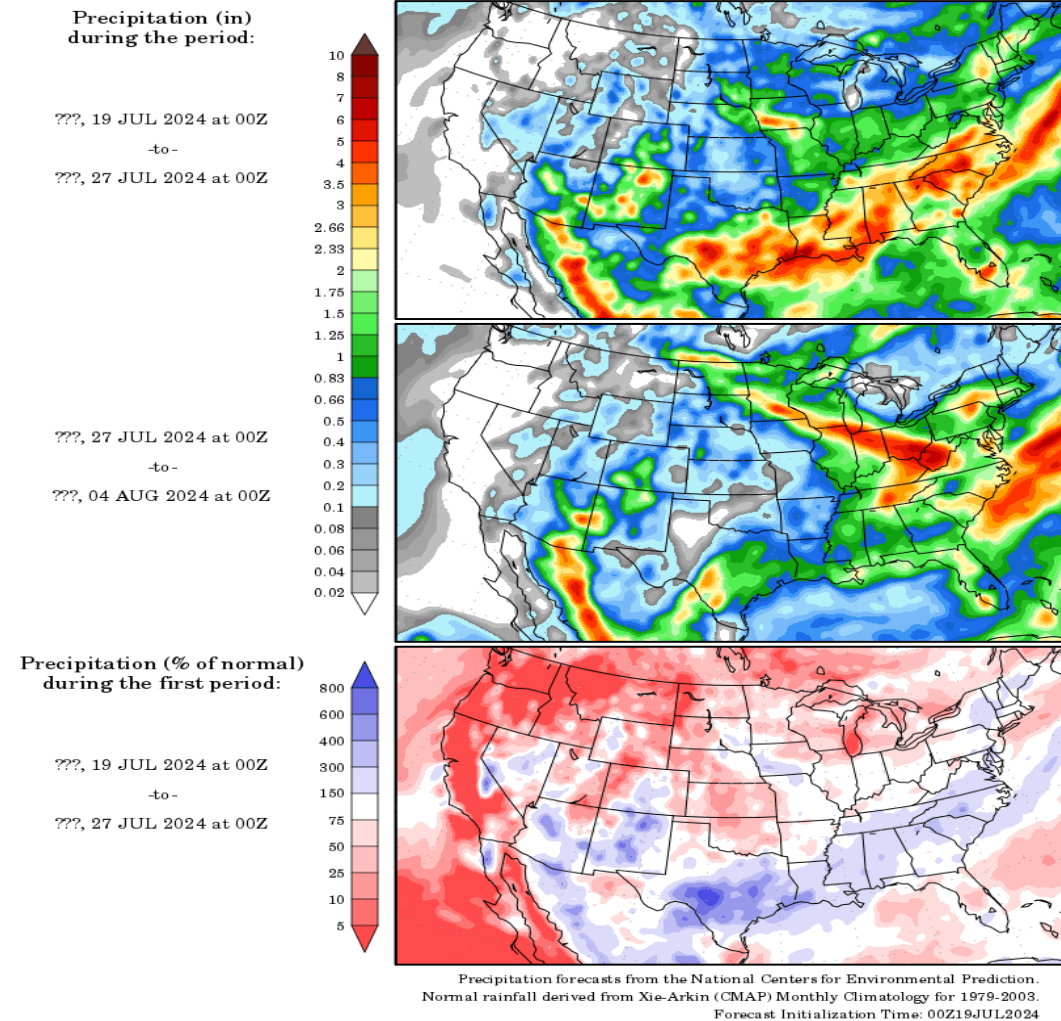 Precipitation (in)
during the period:
???, 19 JUL 2024 at 00Z
-to-
???, 27 JUL 2024 at 00Z
10
8
7
6
5
4
3.5
3
2.66
2.33
2
1.75
1.5
1.25
1
0.83
0.66
0.5
0.4
0.3
0.2
0.1
0.08
0.06
0.04
0.02
???, 27 JUL 2024 at 00Z
-to-
???, 04 AUG 2024 at 00Z
Precipitation (% of normal)
during the first period:
???, 19 JUL 2024 at 00Z
-to-
???, 27 JUL 2024 at 00Z
800
600
400
300
150
75
50
25
10
5
Precipitation forecasts from the National Centers for Environmental Prediction.
Normal rainfall derived from Xie-Arkin (CMAP) Monthly Climatology for 1979-2003.
Forecast Initialization Time: 00Z19JUL2024